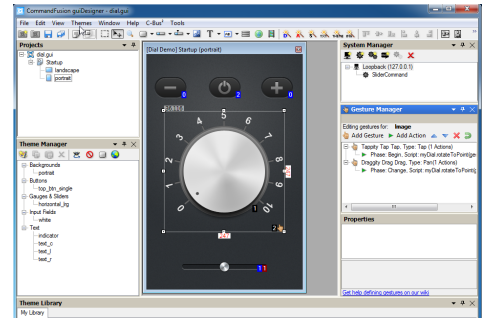 CommandFusion guiDesigner - dial.gui
File Edit View Themes Window Help C-Bus² Tools
Projects
dial.gui
Startup
landscape
portrait
Theme Manager
Backgrounds
portrait
Buttons
top_btn_single
Gauges & Sliders
horizontal_lrg
Input Fields
white
Text
indicator
text_c
text_l
text_r
[Dial Demo] Startup (portrait)
0
2
0
0
1
2
3
4
5
6
7
8
9
10
1
2
11
System Manager
Loopback (127.0.0.1)
SliderCommand
Gesture Manager
Editing gestures for: Image
Add Gesture Add Action
Tappity Tap Tap, Type: Tap (1 Actions)
Phase: Begin, Script: myDial.rotateToPoint(ge
Draggity Drag Drag, Type: Pan(1 Actions)
Phase: Change, Script: myDial.rotateToPoint(g
Properties
Get help defining gestures on our wiki
Theme Library
My Library